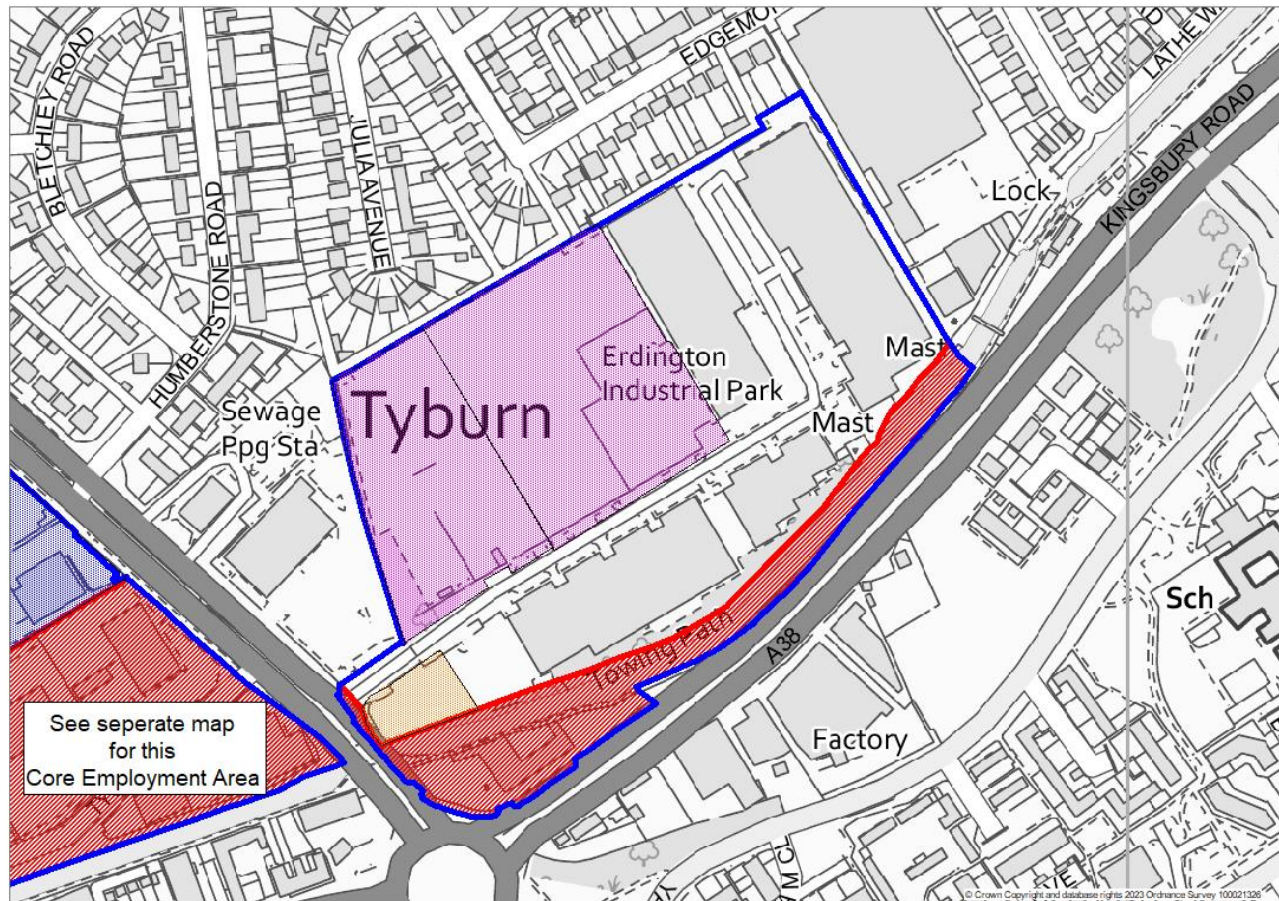 BLETCHLEY ROAD
HUMBERSTONE ROAD
JULIA AVENUE
EDGEMO
LATHE WA
KINGSBURY ROAD
Lock
Mast
Erdington
Industrial Park
Mast
Tyburn
Sewage
Ppg Sta
Sch
Towing Path
A38
Factory
See seperate map
for this
Core Employment Area
M CL
© Crown Copyright and database rights 2023 Ordnance Survey 100021326